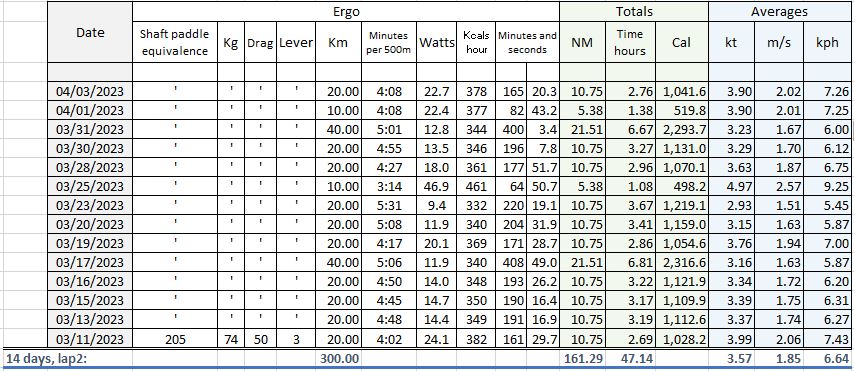 Ergo Totals Averages
Date Shaft paddle equivalence Kg Drag Lever Km Minutes per 500m Watts Kcals hour Minutes and seconds NM Time hours Cal kt m/s kph
04/03/2023 ' ' ' ' 20.00 4:08 22.7 378 165 20.3 10.75 2.76 1,041.6 3.90 2.02 7.26
04/01/2023 ' ' ' ' 10.00 4:08 22.4 377 82 43.2 5.38 1.38 519.8 3.90 2.01 7.25
03/31/2023 ' ' ' ' 40.00 5:01 12.8 344 400 3.4 21.51 6.67 2,293.7 3.23 1.67 6.00
03/30/2023 ' ' ' ' 20.00 4:55 13.5 346 196 7.8 10.75 3.27 1,131.0 3.29 1.70 6.12
03/28/2023 ' ' ' ' 20.00 4:27 18.0 361 177 51.7 10.75 2.96 1,070.1 3.63 1.87 6.75
03/25/2023 ' ' ' ' 10.00 3:14 46.9 461 64 50.7 5.38 1.08 498.2 4.97 2.57 9.25
03/23/2023 ' ' ' ' 20.00 5:31 9.4 332 220 19.1 10.75 3.67 1,219.1 2.93 1.51 5.45
03/20/2023 ' ' ' ' 20.00 5:08 11.9 340 204 31.9 10.75 3.41 1,159.0 3.15 1.63 5.87
03/19/2023 ' ' ' ' 20.00 4:17 20.1 369 171 28.7 10.75 2.86 1,054.6 3.76 1.94 7.00
03/17/2023 ' ' ' ' 40.00 5:06 11.9 340 408 49.0 21.51 6.81 2,316.6 3.16 1.63 5.87
03/16/2023 ' ' ' ' 20.00 4:50 14.0 348 193 26.2 10.75 3.22 1,121.9 3.34 1.72 6.20
03/15/2023 ' ' ' ' 20.00 4:45 14.7 350 190 16.4 10.75 3.17 1,109.9 3.39 1.75 6.31
03/13/2023 ' ' ' ' 20.00 4:48 14.4 349 191 16.9 10.75 3.19 1,112.6 3.37 1.74 6.27
03/11/2023 205 74 50 3 20.00 4:02 24.1 382 161 29.7 10.75 2.69 1,028.2 3.99 2.06 7.43
14 days, lap2: 300.00 161.29 47.14 3.57 1.85 6.64